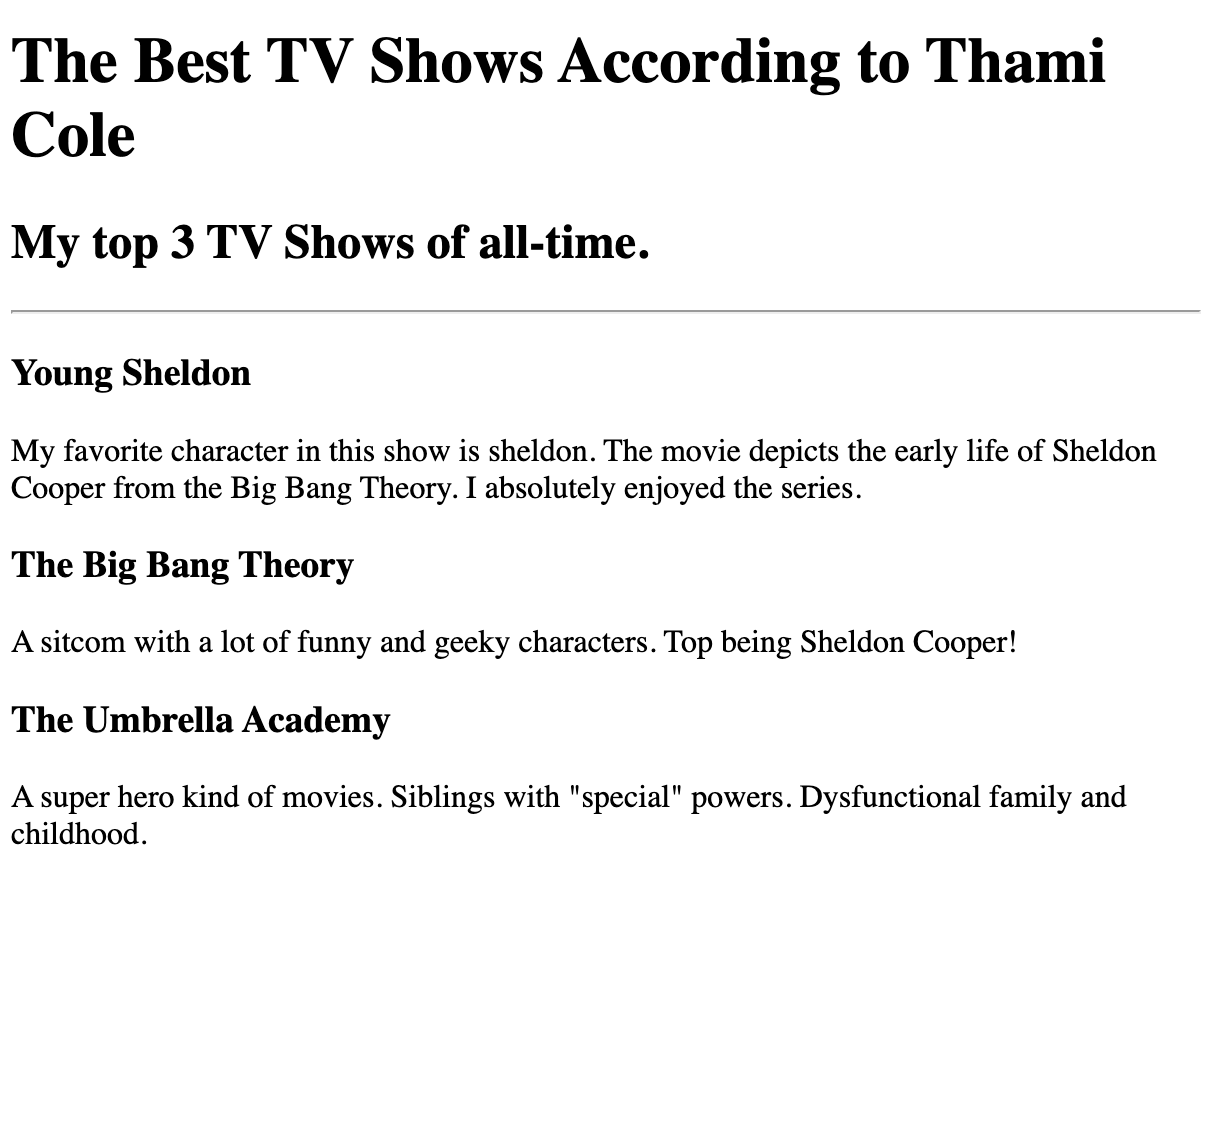 The Best TV Shows According to Thami
Cole
My top 3 TV Shows of all-time.
Young Sheldon
My favorite character in this show is sheldon. The movie depicts the early life of Sheldon
Cooper from the Big Bang Theory. I absolutely enjoyed the series.
The Big Bang Theory
A sitcom with a lot of funny and geeky characters. Top being Sheldon Cooper!
The Umbrella Academy
A super hero kind of movies. Siblings with "special" powers. Dysfunctional family and
childhood.